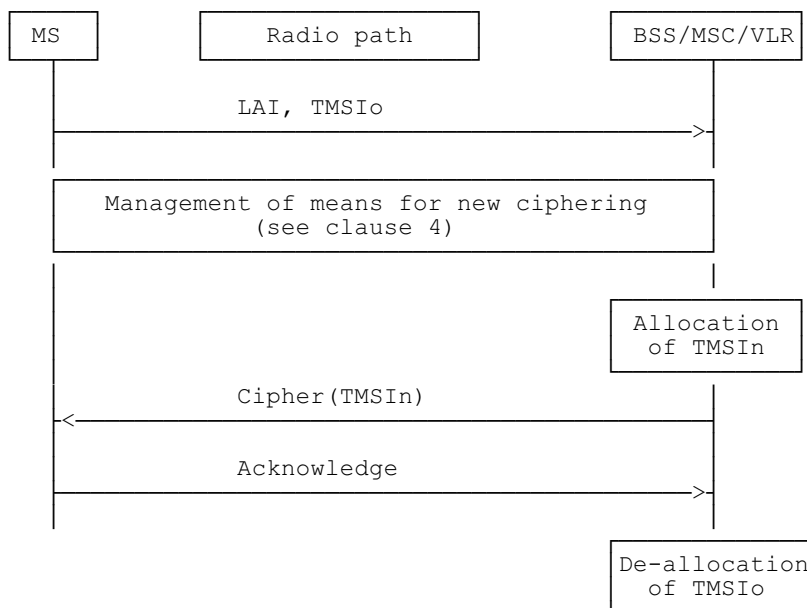 MS
Radio path
BSS/MSC/VLR
LAI, TMSIo
Management of means for new ciphering
(see clause 4)
Allocation
of TMSIn
Cipher(TMSIn)
Acknowledge
De-allocation
of TMSIo